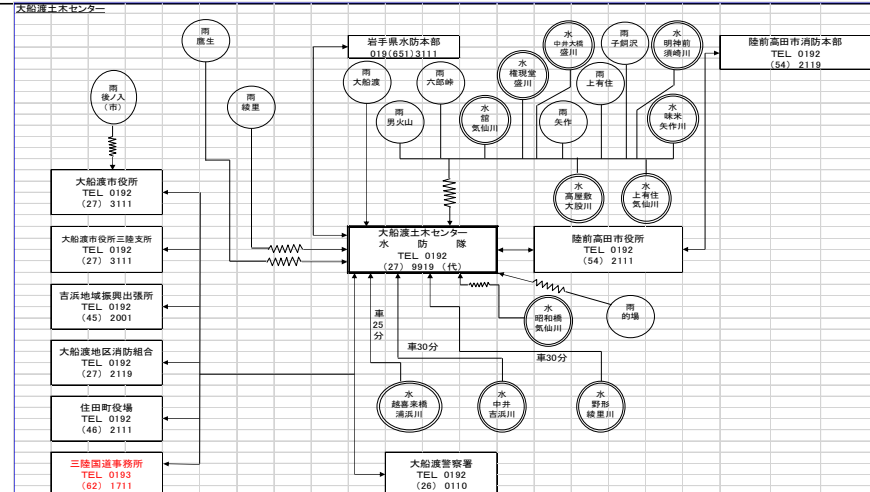 大船渡土木センター
雨
鷹生
岩手県水防本部
019(651)3111
雨
大船渡
雨
六郎峠
水
権現堂
盛川
水
中井大橋
盛川
雨
子飼沢
水
明神前
須崎川
陸前高田市消防本部
TEL 0192
(54) 2119
雨
後ノ入
(市)
雨
綾里
雨
男火山
水
舘
気仙川
雨
矢作
雨
上有住
水
味米
矢作川
大船渡市役所
TEL 0192
(27) 3111
水
高屋敷
大股川
水
上有住
気仙川
大船渡市役所三陸支所
TEL 0192
(27) 3111
大船渡土木センター
水 防 隊
TEL 0192
(27) 9919 (代)
陸前高田市役所
TEL 0192
(54) 2111
吉浜地域振興出張所
TEL 0192
(45) 2001
車
25
分
水
昭和橋
気仙川
雨
的場
大船渡地区消防組合
TEL 0192
(27) 2119
車30分
車30分
住田町役場
TEL 0192
(46) 2111
水
越喜来橋
浦浜川
水
中井
吉浜川
水
野形
綾里川
三陸国道事務所
TEL 0193
(62) 1711
大船渡警察署
TEL 0192
(26) 0110